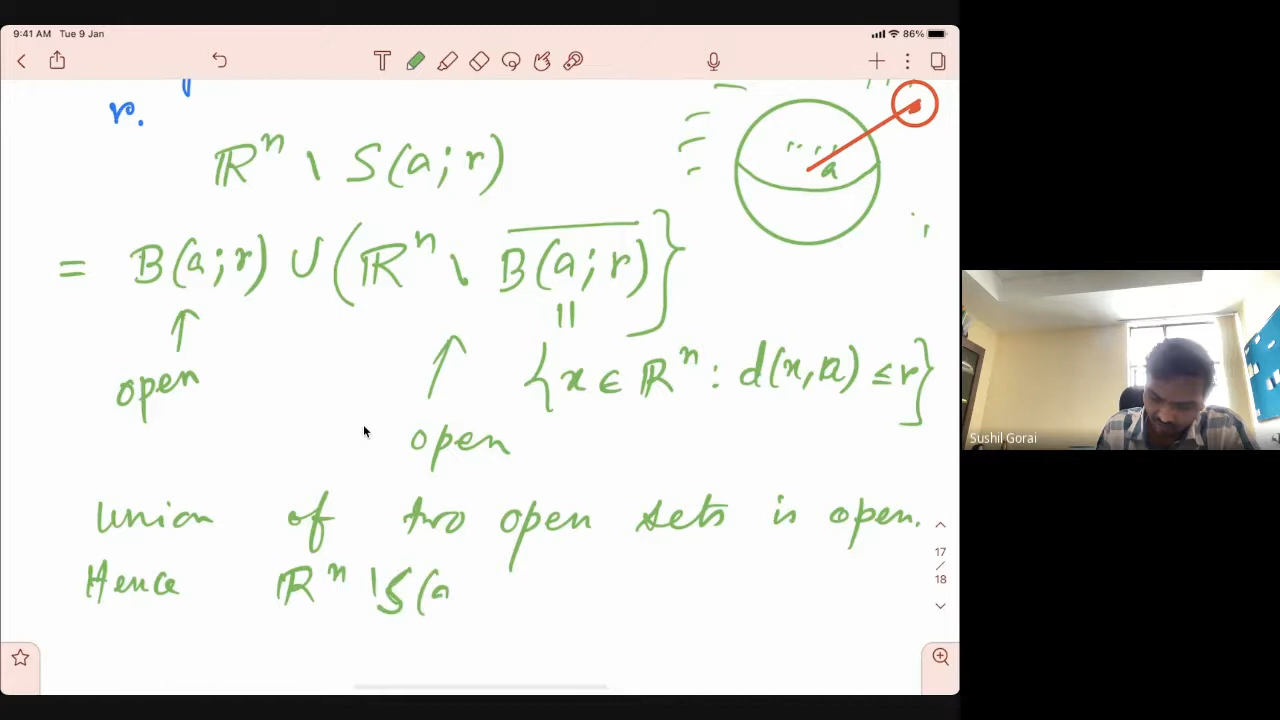 9:41 AM Tue 9 Jan
86%
r.
ℝⁿ \ S(a; r)
a
= B(a; r) ∪ (ℝⁿ \ \overline{B(a; r)}}
||
{x ∈ ℝⁿ : d(x, a) ≤ r}
↑
open
↑
open
union of two open sets is open.
Hence ℝⁿ \ S(a
17
/
18
Sushil Gorai
T